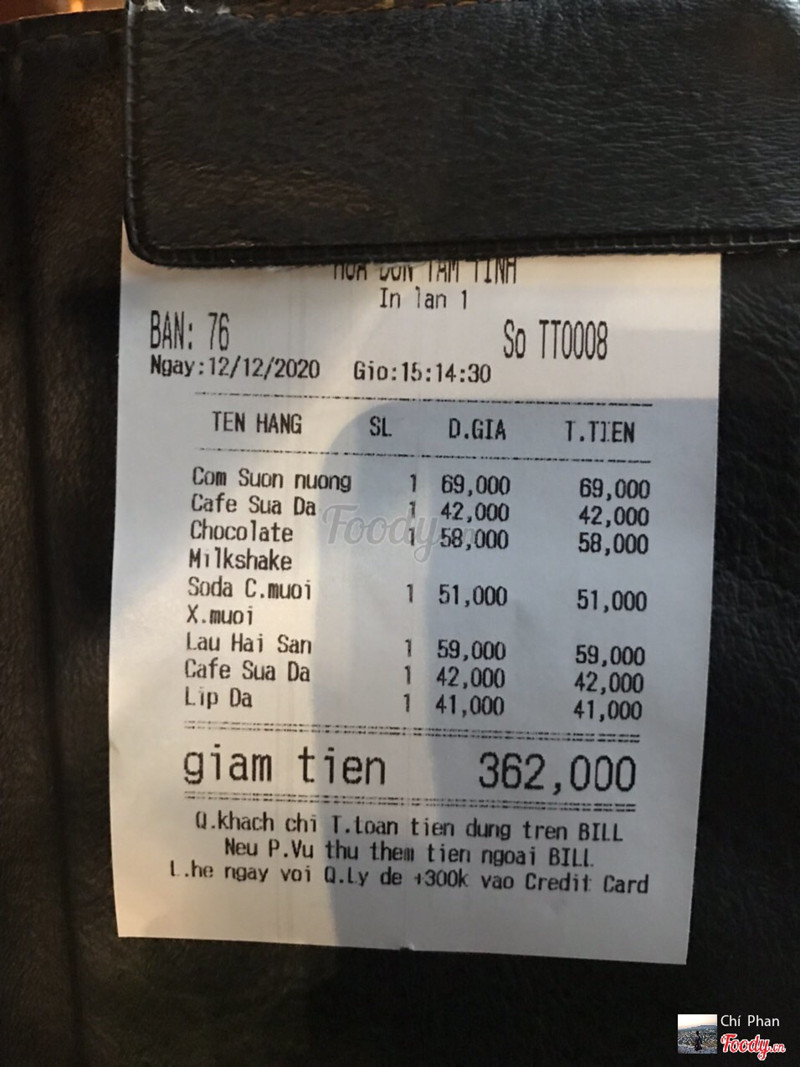 HOA DON TAM TINH
In lan 1
BAN: 76 So TT0008
Ngay:12/12/2020 Gio:15:14:30
TEN HANG SL D.GIA T.TIEN
Com Suon nuong 1 69,000 69,000
Cafe Sua Da 1 42,000 42,000
Chocolate 1 58,000 58,000
Milkshake
Soda C.muoi 1 51,000 51,000
X.muoi
Lau Hai San 1 59,000 59,000
Cafe Sua Da 1 42,000 42,000
Lip Da 1 41,000 41,000
giam tien 362,000
Q.khach chi T.toan tien dung tren BILL
Neu P.Vu thu them tien ngoai BILL
L.he ngay voi Q.Ly de +300k vao Credit Card
Foody.vn
Chí Phan
Foody.vn